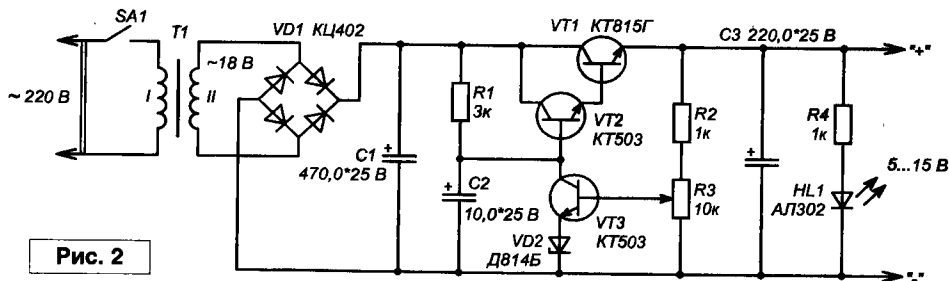 SA1
T1
VD1 КЦ402
VT1 КТ815Г
С3 220,0*25 В
"+"
~18 В
~ 220 В
I
II
R1
3к
VT2
КТ503
R2
1к
R4
1к
5...15 В
C1
470,0*25 В
C2
10,0*25 В
R3
10к
HL1
АЛ302
VT3
КТ503
VD2
Д814Б
Рис. 2
"-"
+
+
+